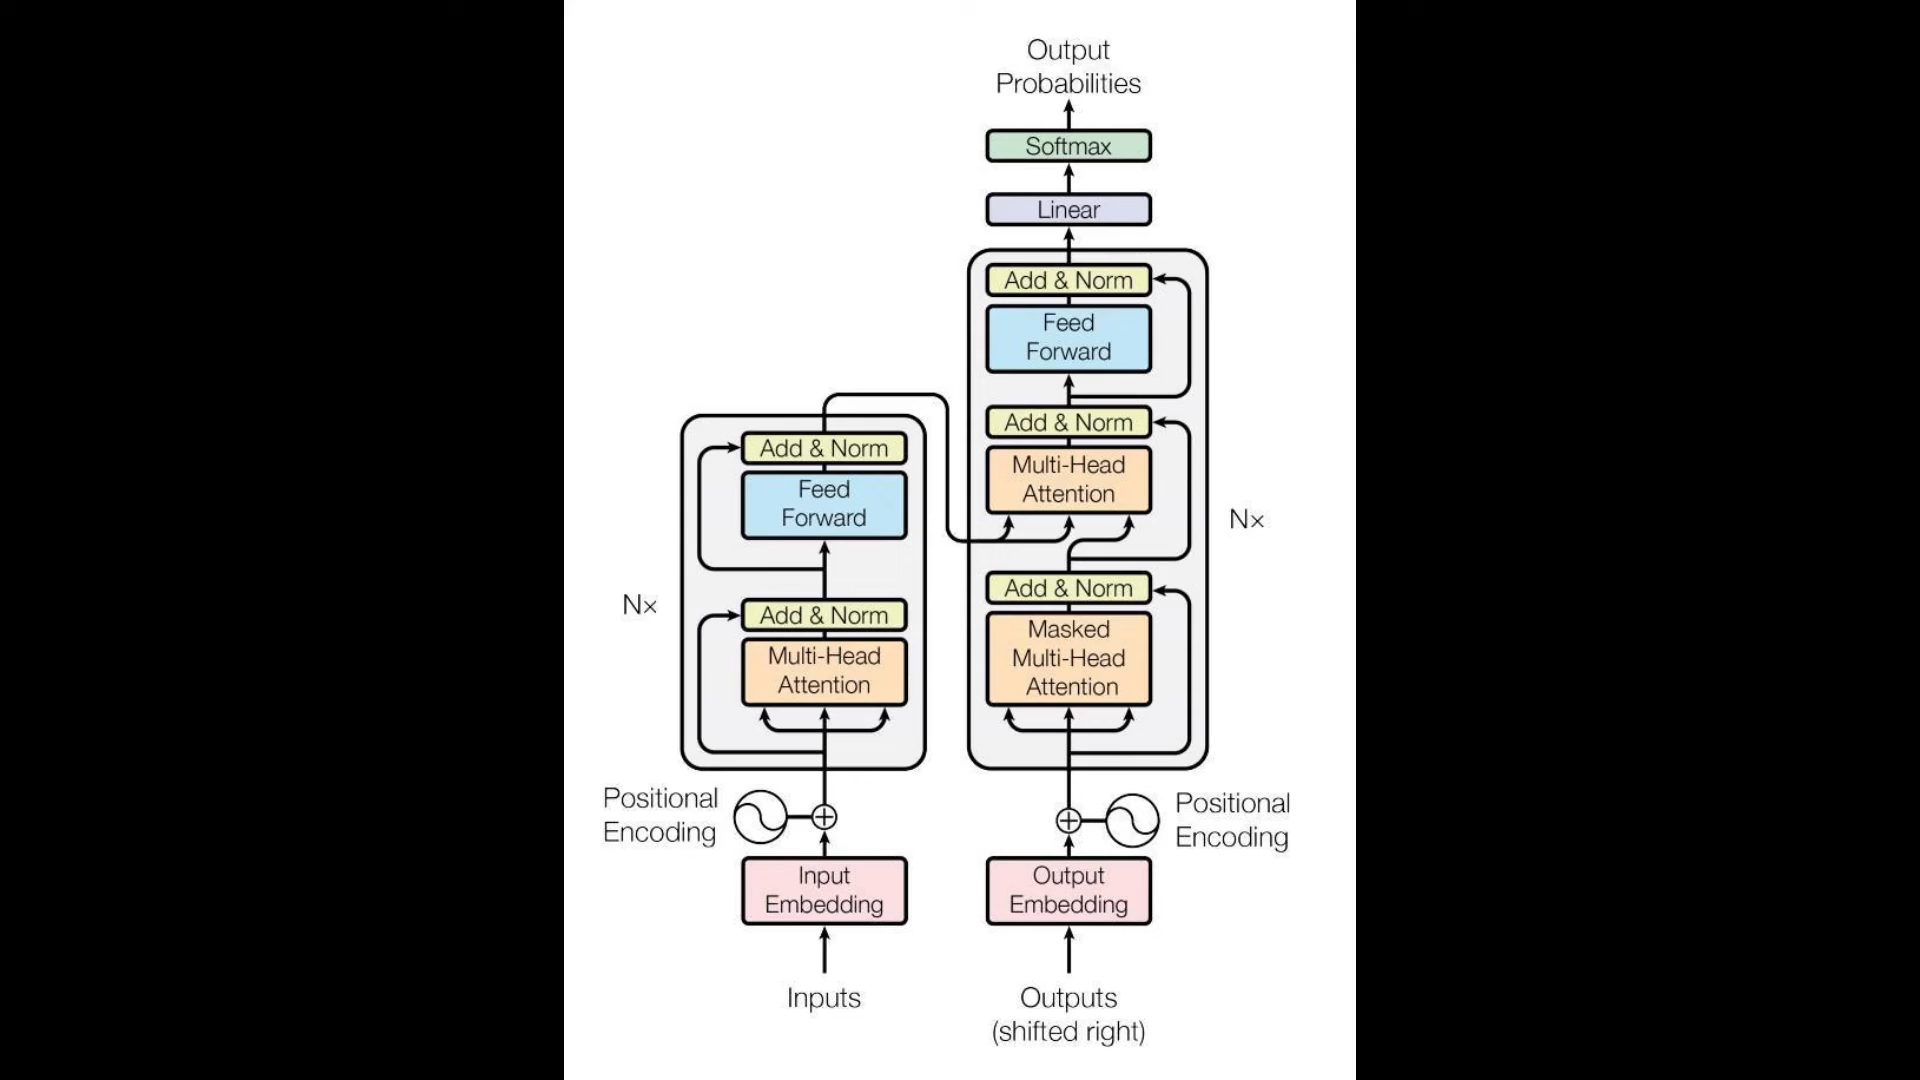 Output
Probabilities
Softmax
Linear
Add & Norm
Feed
Forward
Add & Norm
Multi-Head
Attention
Nx
Add & Norm
Masked
Multi-Head
Attention
Add & Norm
Feed
Forward
Nx
Add & Norm
Multi-Head
Attention
Positional
Encoding
Positional
Encoding
Input
Embedding
Output
Embedding
Inputs
Outputs
(shifted right)